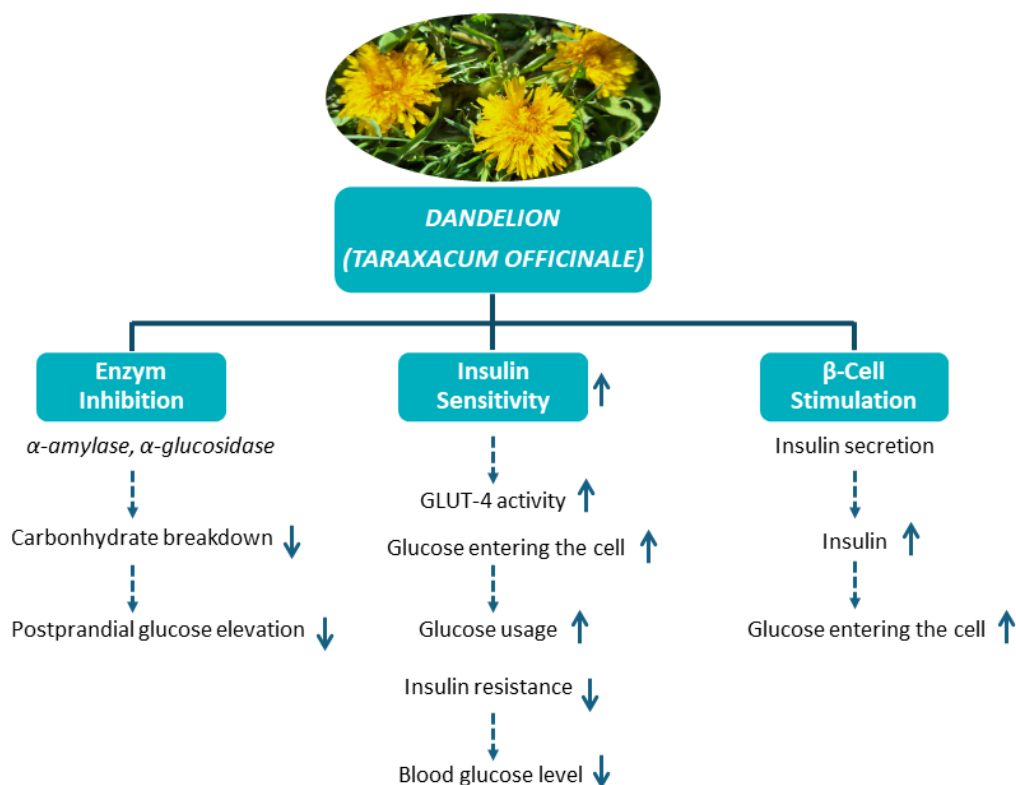 DANDELION
(TARAXACUM OFFICINALE)
Enzym
Inhibition
α-amylase, α-glucosidase
Carbonhydrate breakdown
Postprandial glucose elevation
Insulin
Sensitivity
GLUT-4 activity
Glucose entering the cell
Glucose usage
Insulin resistance
Blood glucose level
β-Cell
Stimulation
Insulin secretion
Insulin
Glucose entering the cell